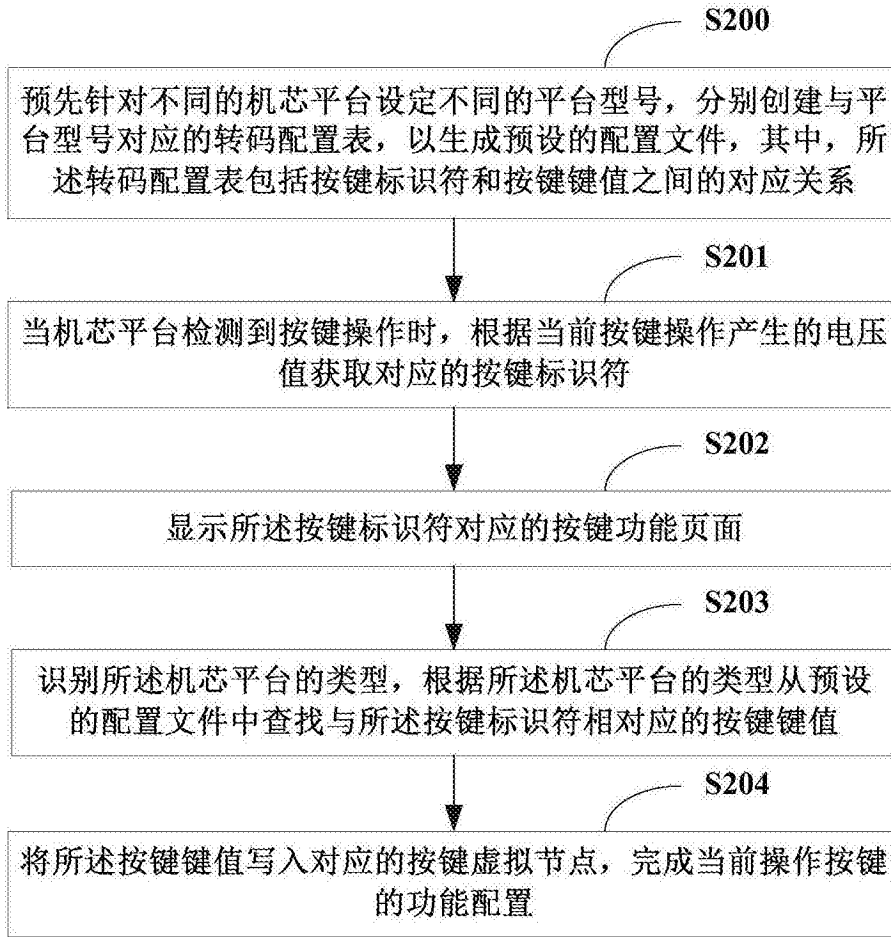 S200
预先针对不同的机芯平台设定不同的平台型号，分别创建与平
台型号对应的转码配置表，以生成预设的配置文件，其中，所
述转码配置表包括按键标识符和按键键值之间的对应关系
S201
当机芯平台检测到按键操作时，根据当前按键操作产生的电压
值获取对应的按键标识符
S202
显示所述按键标识符对应的按键功能页面
S203
识别所述机芯平台的类型，根据所述机芯平台的类型从预设
的配置文件中查找与所述按键标识符相对应的按键键值
S204
将所述按键键值写入对应的按键虚拟节点，完成当前操作按键
的功能配置